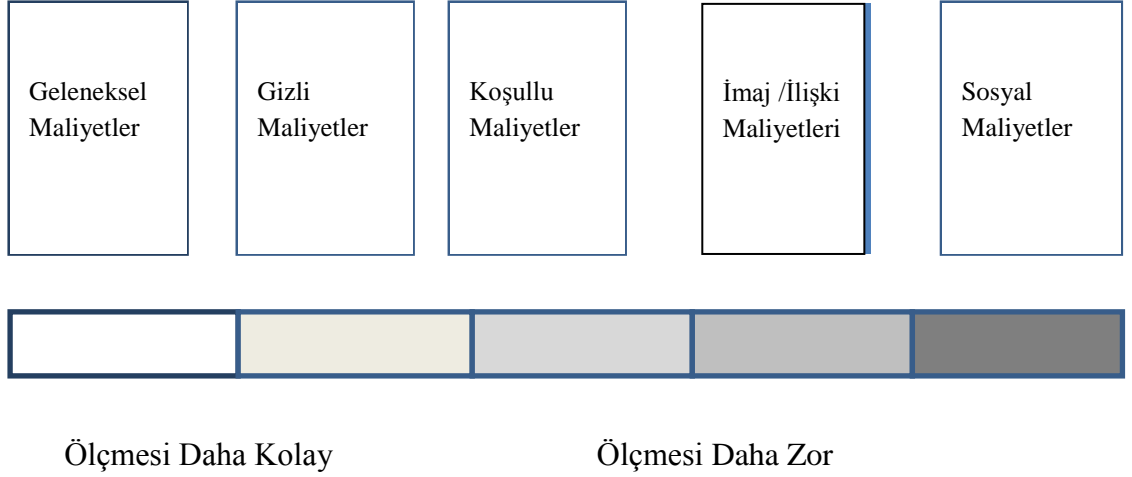 Geleneksel
Maliyetler
Gizli
Maliyetler
Koşullu
Maliyetler
İmaj /İlişki
Maliyetleri
Sosyal
Maliyetler
Ölçmesi Daha Kolay
Ölçmesi Daha Zor